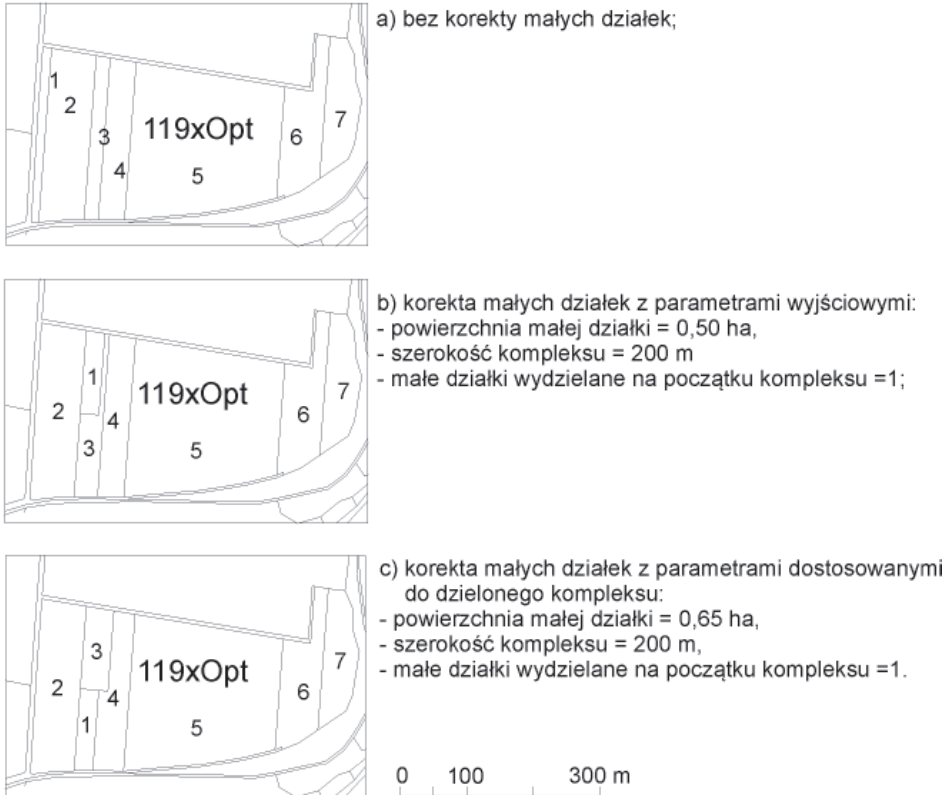 a) bez korekty małych działek;
1
2
3
4
119xOpt
5
6
7
b) korekta małych działek z parametrami wyjściowymi:
- powierzchnia małej działki = 0,50 ha,
- szerokość kompleksu = 200 m
- małe działki wydzielane na początku kompleksu =1;
1
2
3
4
119xOpt
5
6
7
c) korekta małych działek z parametrami dostosowanymi
do dzielonego kompleksu:
- powierzchnia małej działki = 0,65 ha,
- szerokość kompleksu = 200 m,
- małe działki wydzielane na początku kompleksu =1.
3
2
1
4
119xOpt
5
6
7
0 100 300 m